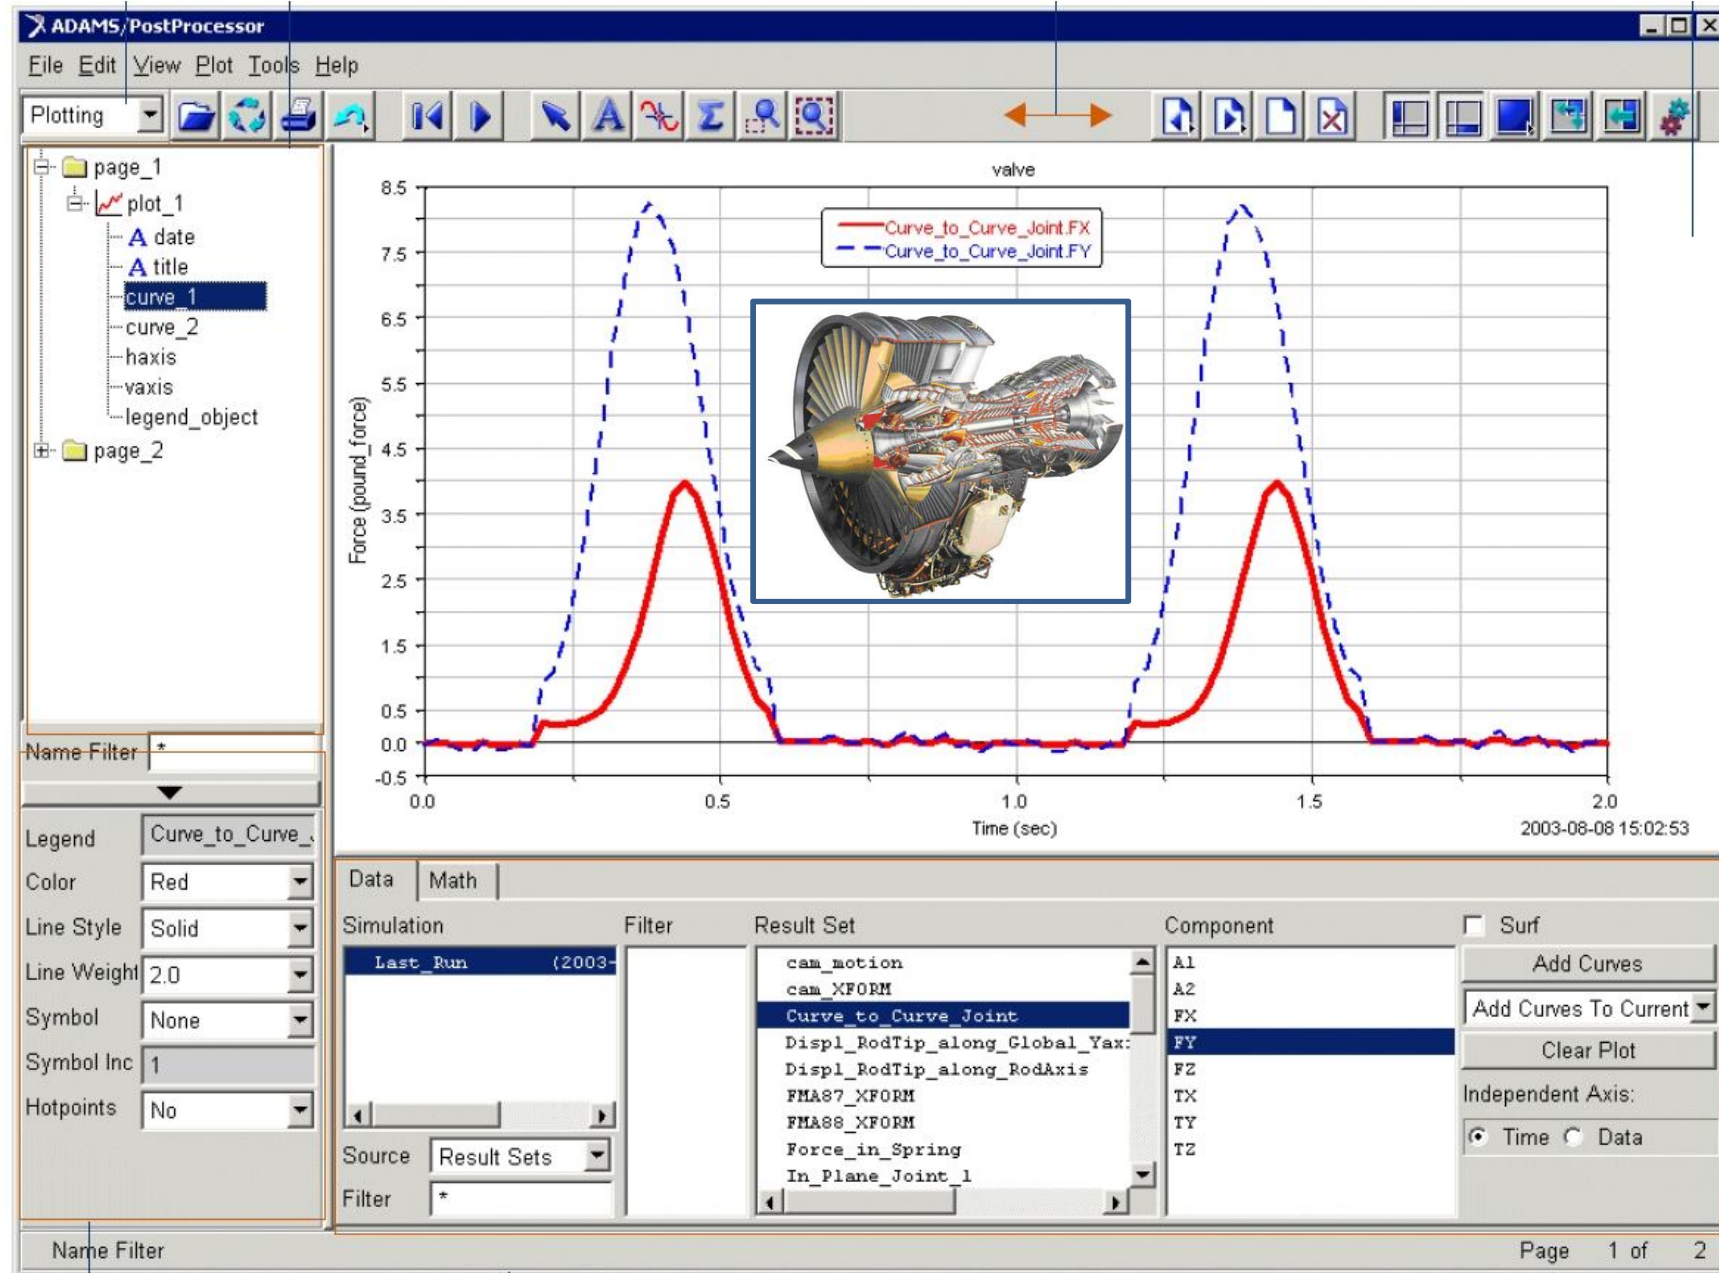 ADAMS/PostProcessor
File Edit View Plot Tools Help
Plotting
page_1
plot_1
A date
A title
curve_1
curve_2
haxis
vaxis
legend_object
page_2
Name Filter *
Legend Curve_to_Curve_
Color Red
Line Style Solid
Line Weight 2.0
Symbol None
Symbol Inc 1
Hotpoints No
valve
Curve_to_Curve_Joint.FX
Curve_to_Curve_Joint.FY
Force (pound_force)
8.5
7.5
6.5
5.5
4.5
3.5
2.5
1.5
0.5
0.0
-0.5
0.0 0.5 1.0 1.5 2.0
Time (sec)
2003-08-08 15:02:53
Data Math
Simulation Filter Result Set Component Surf
Last_Run (2003-
Source Result Sets
Filter *
cam_motion
cam_XFORM
Curve_to_Curve_Joint
Displ_RodTip_along_Global_Yax
Displ_RodTip_along_RodAxis
FMA87_XFORM
FMA88_XFORM
Force_in_Spring
In_Plane_Joint_1
A1
A2
FX
FY
FZ
TX
TY
TZ
Add Curves
Add Curves To Current
Clear Plot
Independent Axis:
Time Data
Name Filter
Page 1 of 2